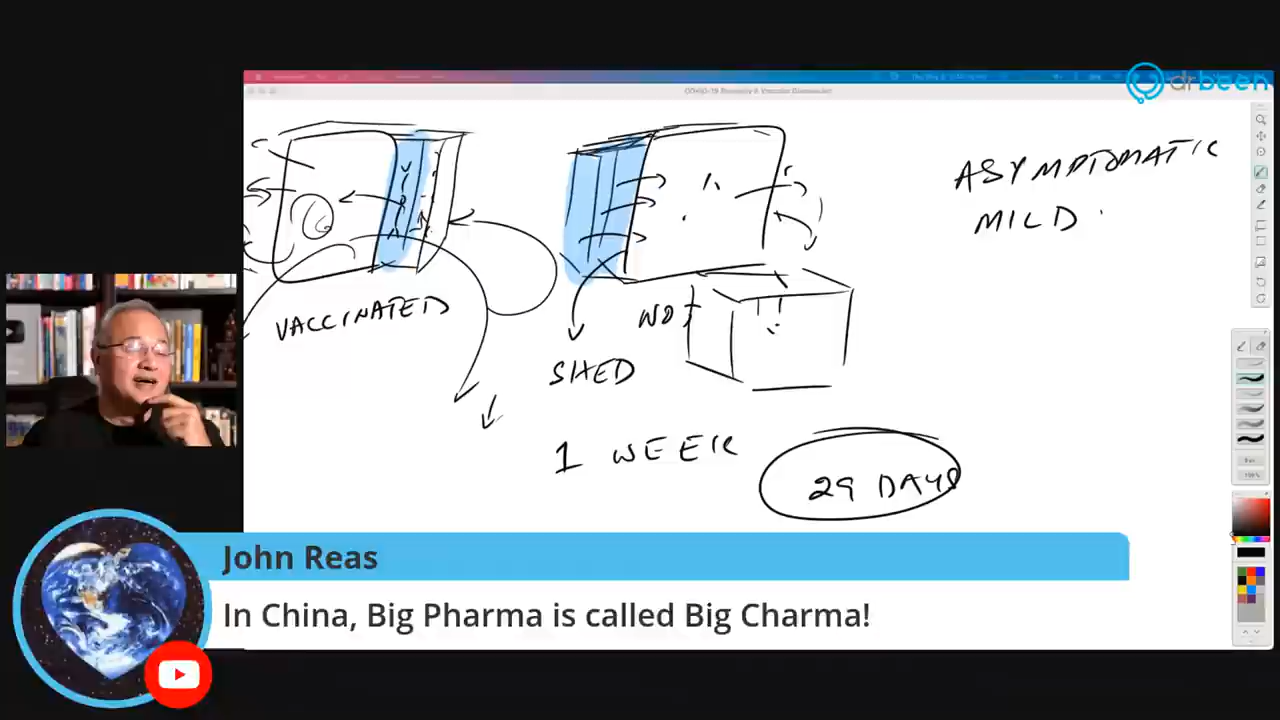 drbeen
ASYMPTOMATIC
MILD
VACCINATED
NOT
SHED
1 WEEK
29 DAYS
John Reas
In China, Big Pharma is called Big Charma!